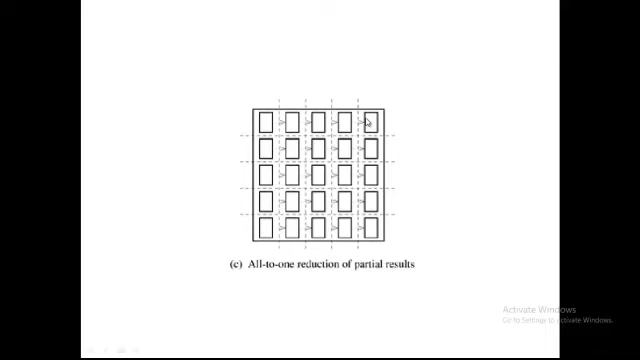 (c) All-to-one reduction of partial results
Activate Windows
Go to Settings to activate Windows.